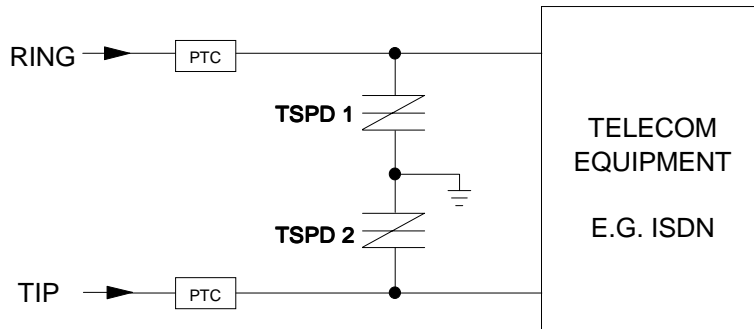 RING
PTC
TSPD 1
TELECOM
EQUIPMENT
E.G. ISDN
TSPD 2
TIP
PTC